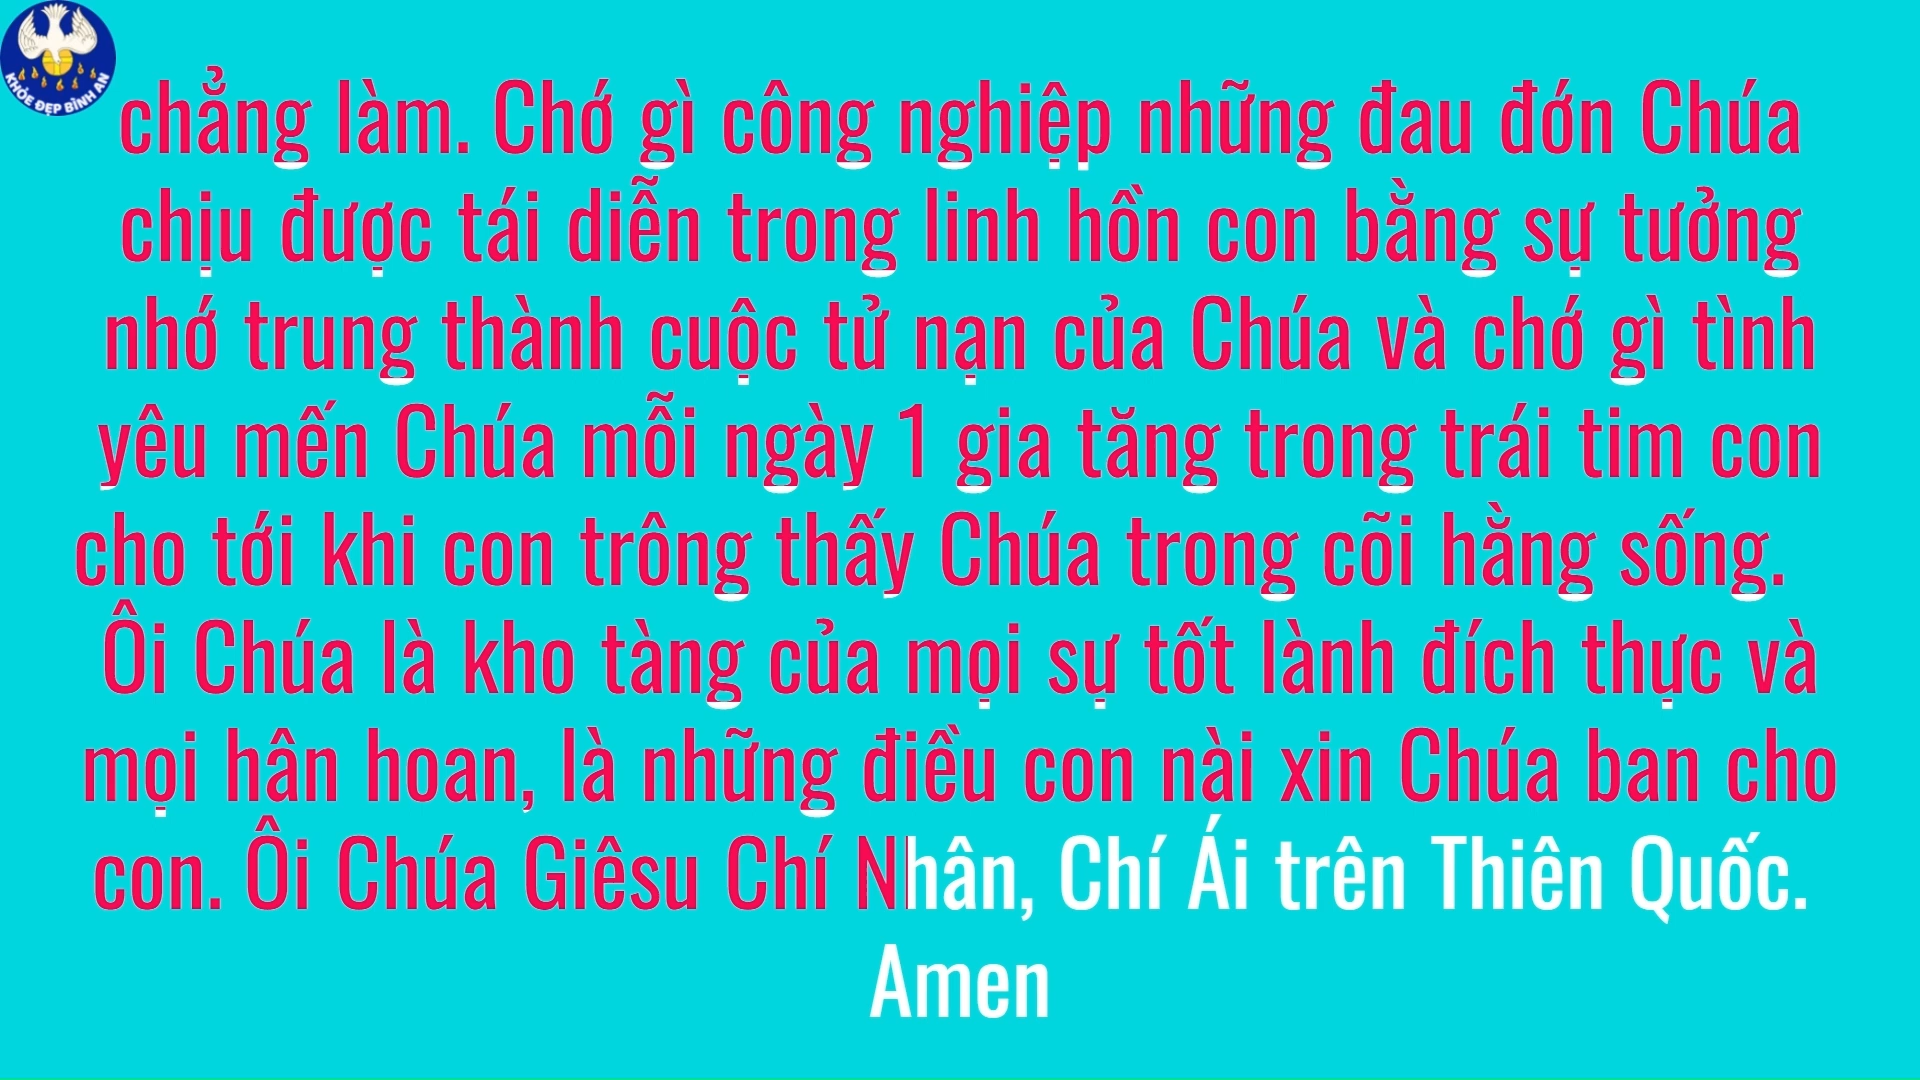 KHỎE ĐẸP BÌNH AN
chẳng làm. Chớ gì công nghiệp những đau đớn Chúa
chịu được tái diễn trong linh hồn con bằng sự tưởng
nhớ trung thành cuộc tử nạn của Chúa và chớ gì tình
yêu mến Chúa mỗi ngày 1 gia tăng trong trái tim con
cho tới khi con trông thấy Chúa trong cõi hằng sống.
Ôi Chúa là kho tàng của mọi sự tốt lành đích thực và
mọi hân hoan, là những điều con nài xin Chúa ban cho
con. Ôi Chúa Giêsu Chí Nhân, Chí Ái trên Thiên Quốc.
Amen